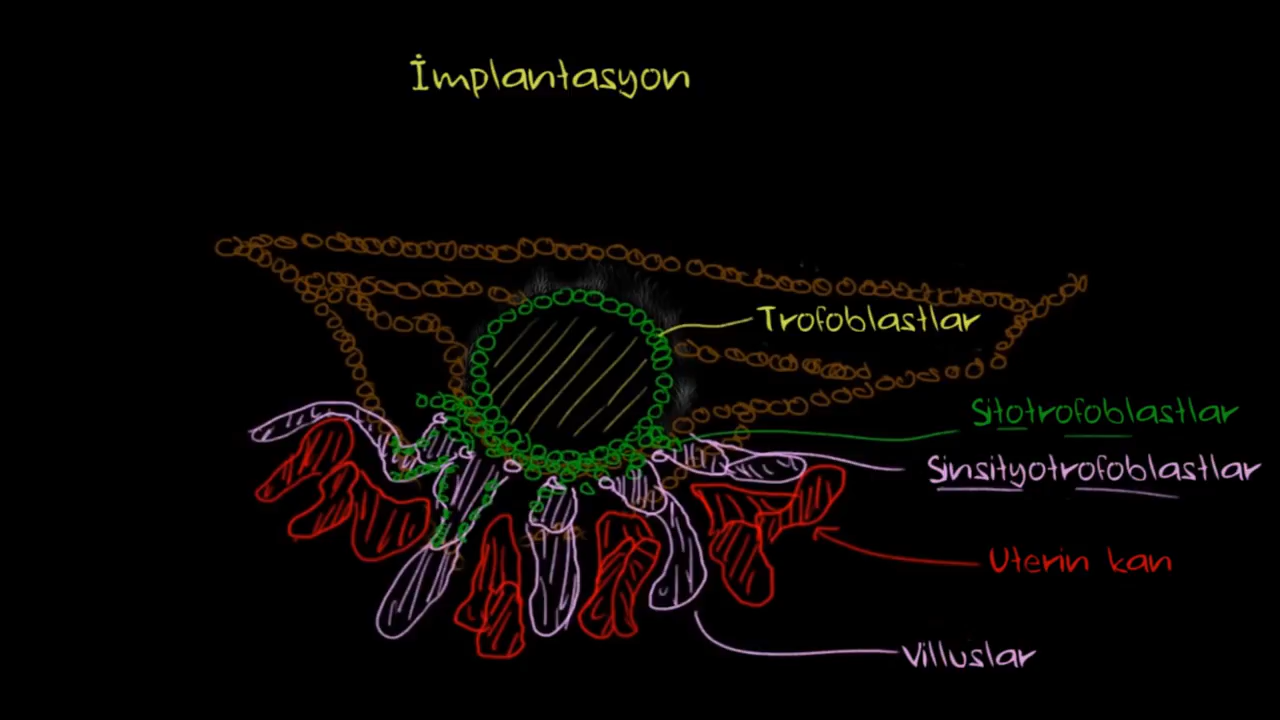 İmplantasyon
Trofoblastlar
Sitotrofoblastlar
Sinsityotrofoblastlar
Uterin kan
Villuslar